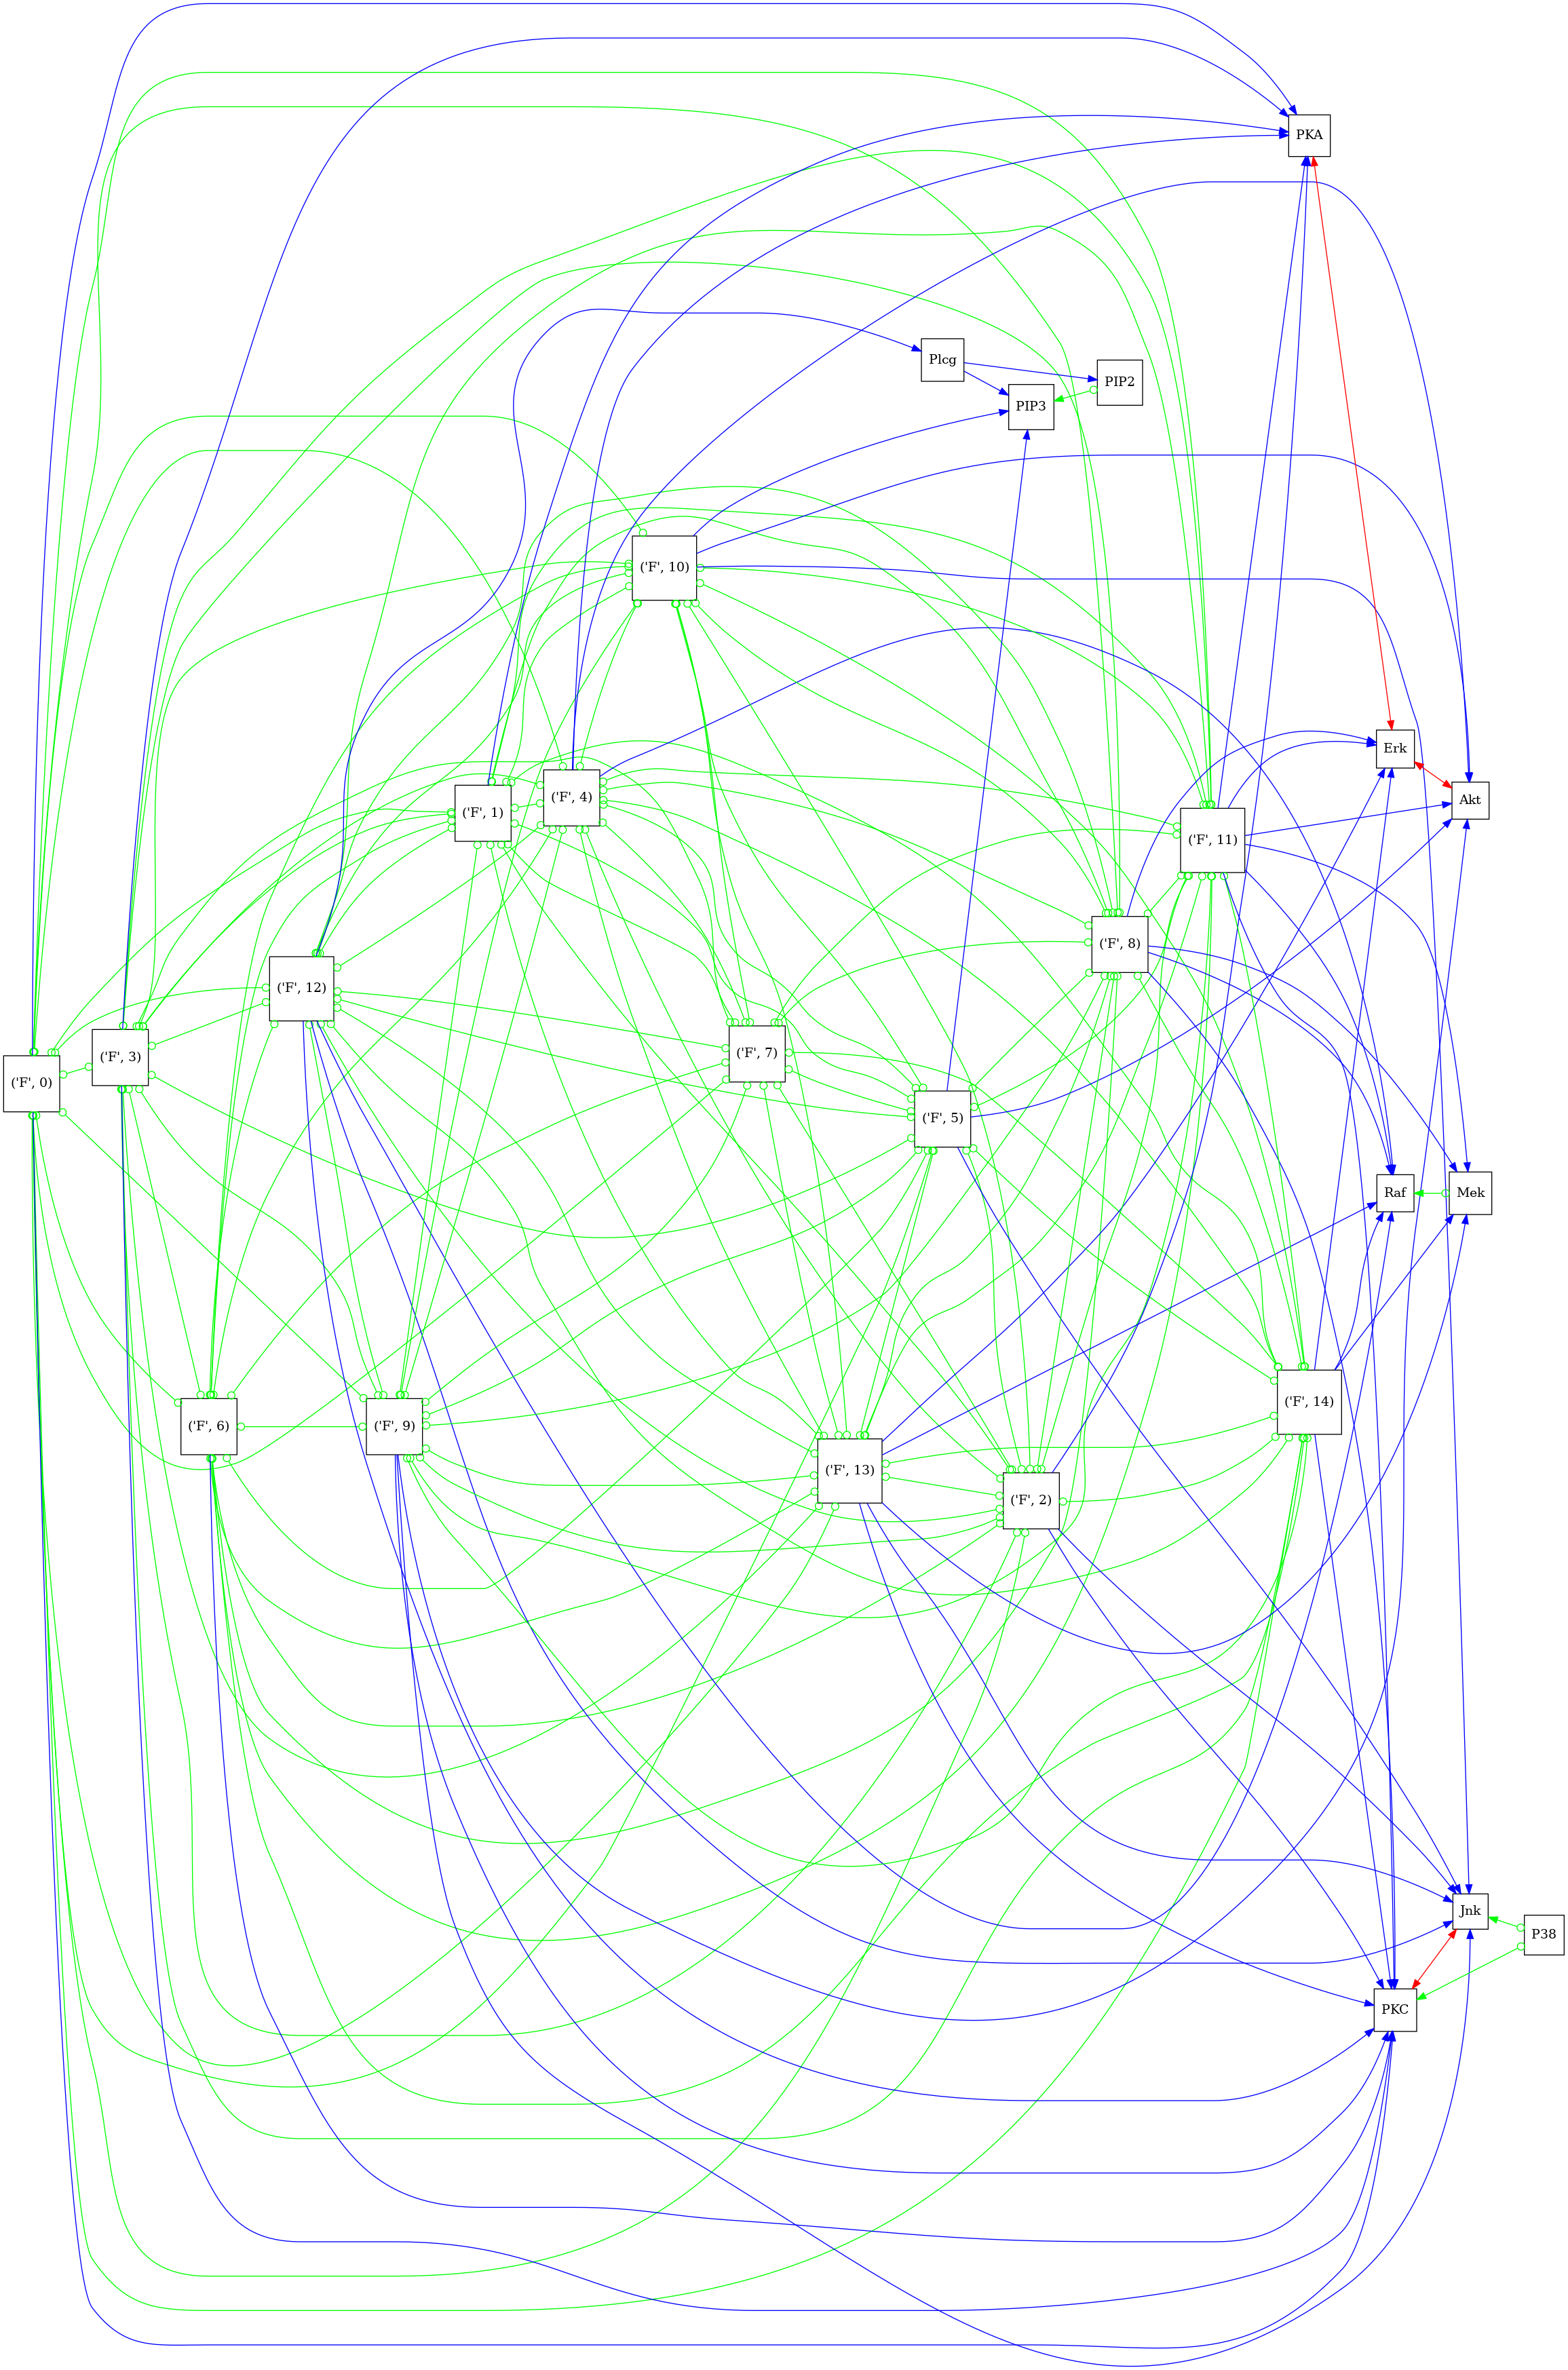 PKA
Plcg
PIP2
PIP3
('F', 10)
Erk
('F', 4)
Akt
('F', 1)
('F', 11)
('F', 8)
('F', 12)
('F', 7)
('F', 3)
('F', 0)
('F', 5)
Raf
Mek
('F', 14)
('F', 6)
('F', 9)
('F', 13)
('F', 2)
Jnk
P38
PKC